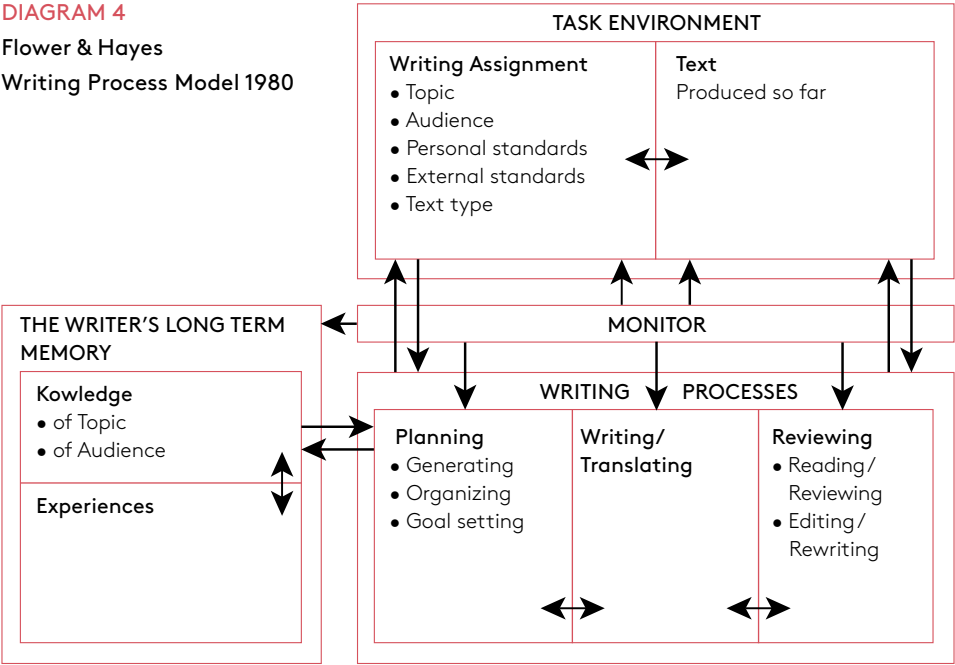 DIAGRAM 4
Flower & Hayes
Writing Process Model 1980
TASK ENVIRONMENT
Writing Assignment
• Topic
• Audience
• Personal standards
• External standards
• Text type
Text
Produced so far
THE WRITER'S LONG TERM
MEMORY
Kowledge
• of Topic
• of Audience
Experiences
MONITOR
WRITING PROCESSES
Planning
• Generating
• Organizing
• Goal setting
Writing/
Translating
Reviewing
• Reading/
Reviewing
• Editing/
Rewriting